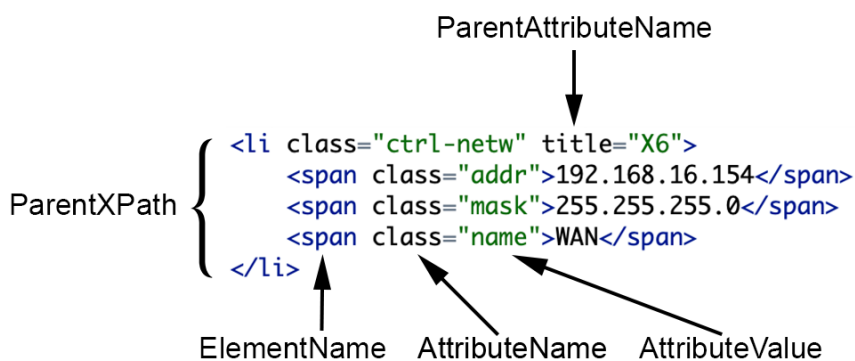 ParentAttributeName
<li class="ctrl-netw" title="X6">
<span class="addr">192.168.16.154</span>
ParentXPath
<span class="mask">255.255.255.0</span>
<span class="name">WAN</span>
</li>
ElementName AttributeName AttributeValue